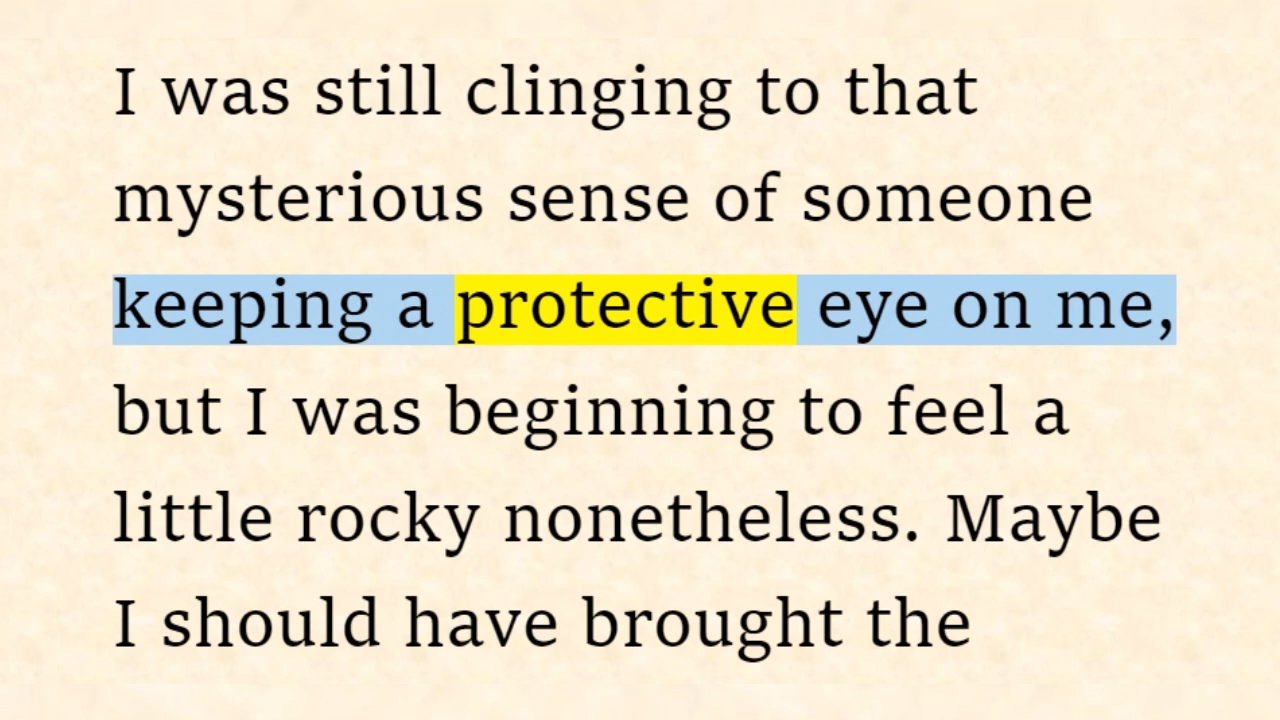 I was still clinging to that
mysterious sense of someone
keeping a protective eye on me,
but I was beginning to feel a
little rocky nonetheless. Maybe
I should have brought the